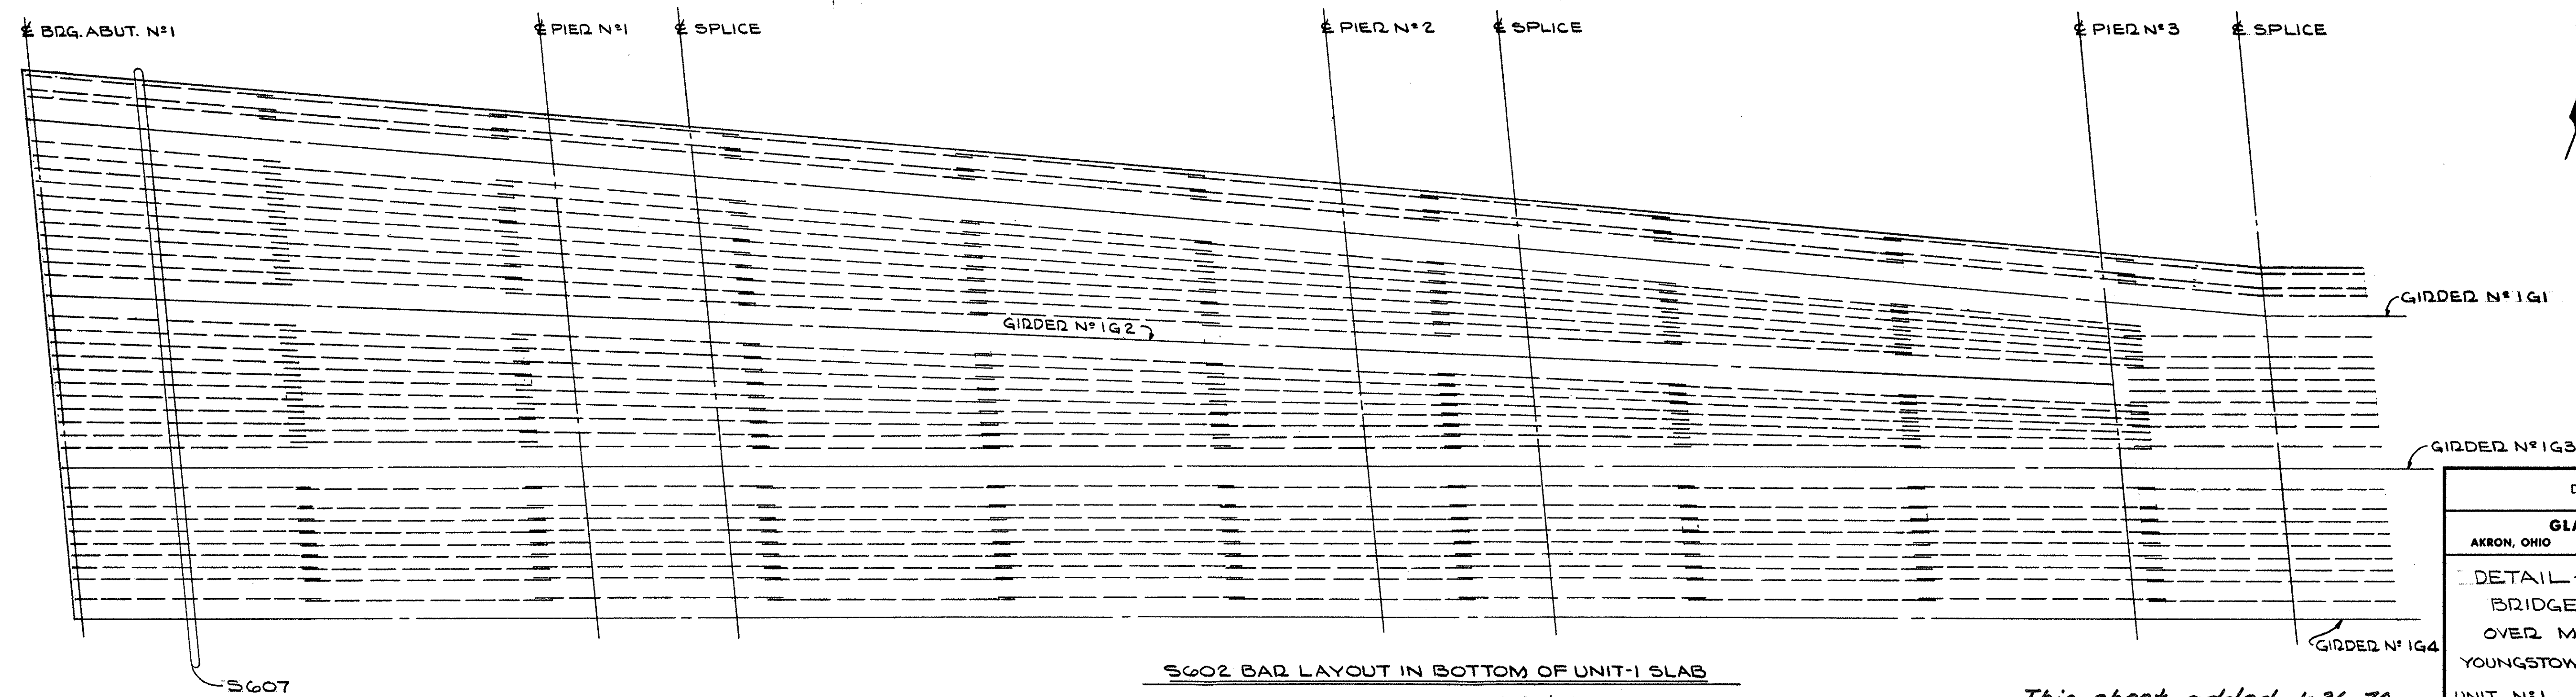 ℄ BRG. ABUT. Nº1
℄ PIER Nº1
℄ SPLICE
℄ PIER Nº2
℄ SPLICE
℄ PIER Nº3
℄ SPLICE
GIRDER Nº 1G1
GIRDER Nº 1G2
GIRDER Nº 1G3
GIRDER Nº 1G4
S607
S602 BAR LAYOUT IN BOTTOM OF UNIT-1 SLAB
AKRON, OHIO
DETAIL
BRIDGE
OVER
UNIT Nº1
This sheet added